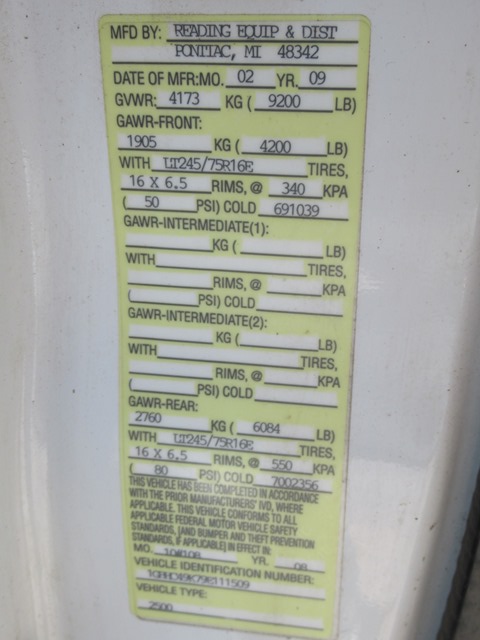 MFD BY: READING EQUIP & DIST
PONTIAC, MI 48342
DATE OF MFR:MO. 02 YR. 09
GVWR: 4173 KG ( 9200 LB)
GAWR-FRONT:
1905 KG ( 4200 LB)
WITH LT245/75R16E TIRES,
16 X 6.5 RIMS, @ 340 KPA
( 50 PSI) COLD 691039
GAWR-INTERMEDIATE(1):
KG ( LB)
WITH TIRES,
RIMS, @ KPA
( PSI) COLD
GAWR-INTERMEDIATE(2):
KG ( LB)
WITH TIRES,
RIMS, @ KPA
( PSI) COLD
GAWR-REAR:
2760 KG ( 6084 LB)
WITH LT245/75R16E TIRES,
16 X 6.5 RIMS, @ 550 KPA
( 80 PSI) COLD 7002356
THIS VEHICLE HAS BEEN COMPLETED IN ACCORDANCE
WITH THE PRIOR MANUFACTURERS' IVD, WHERE
APPLICABLE. THIS VEHICLE CONFORMS TO ALL
APPLICABLE FEDERAL MOTOR VEHICLE SAFETY
STANDARDS, [AND BUMPER AND THEFT PREVENTION
STANDARDS, IF APPLICABLE] IN EFFECT IN:
MO. YR. 08
VEHICLE IDENTIFICATION NUMBER:
VEHICLE TYPE:
2500